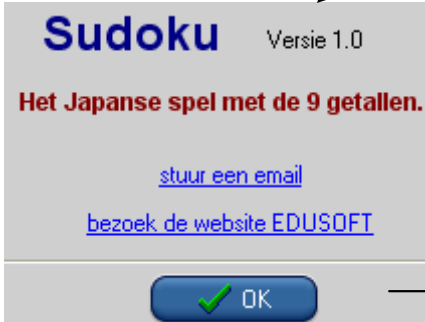 Sudoku Versie 1.0
Het Japanse spel met de 9 getallen.
stuur een email
bezoek de website EDUSOFT
OK